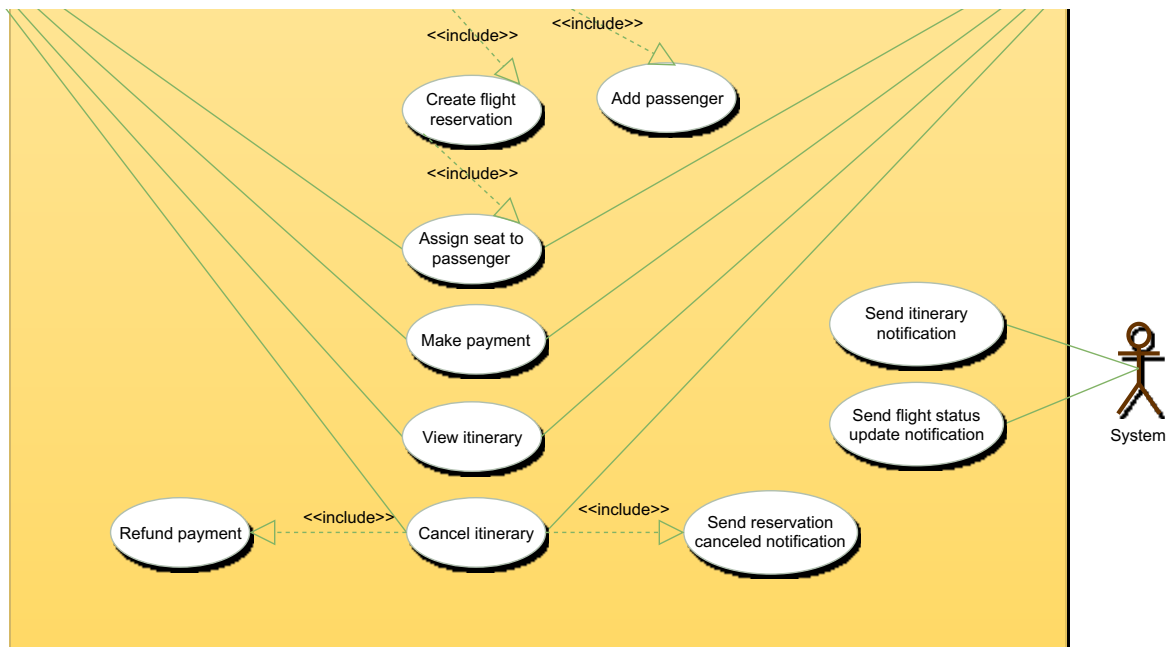 <<include>>
<<include>>
Create flight
reservation
Add passenger
<<include>>
Assign seat to
passenger
Send itinerary
notification
Make payment
Send flight status
update notification
System
View itinerary
<<include>>
<<include>>
Refund payment
Cancel itinerary
Send reservation
canceled notification